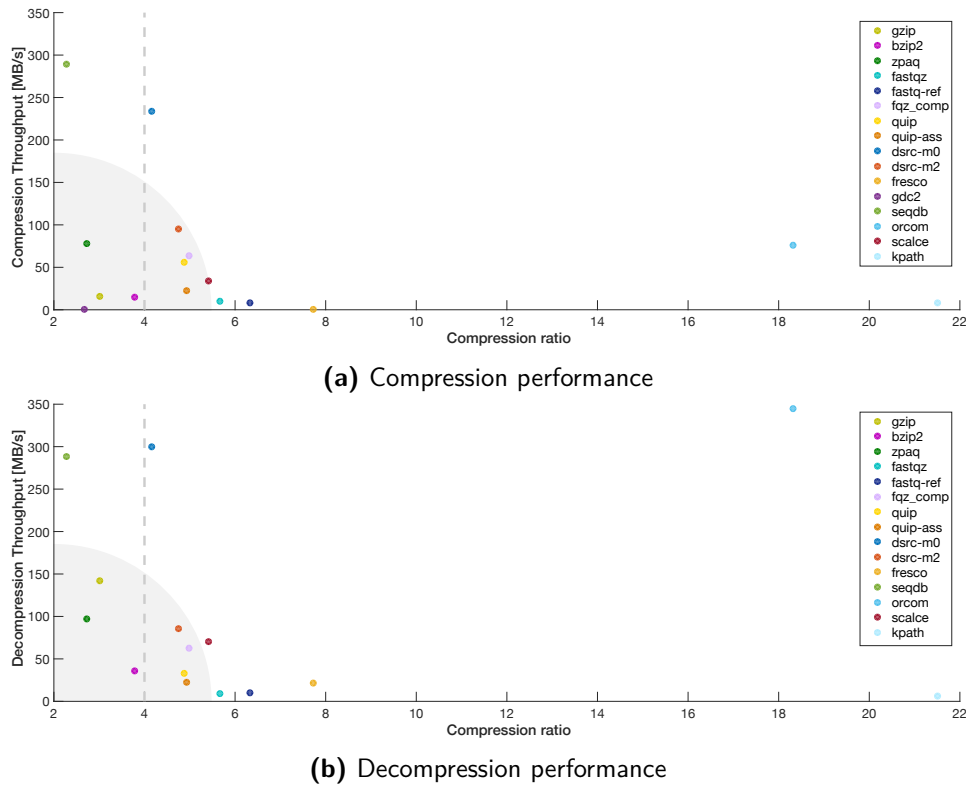 350
300
250
200
150
100
50
0
Compression Throughput [MB/s]
2 4 6 8 10 12 14 16 18 20 22
Compression ratio
gzip
bzip2
zpaq
fastqz
fastq-ref
fqz_comp
quip
quip-ass
dsrc-m0
dsrc-m2
fresco
gdc2
seqdb
orcom
scalce
kpath
(a) Compression performance
350
300
250
200
150
100
50
0
Decompression Throughput [MB/s]
2 4 6 8 10 12 14 16 18 20 22
Compression ratio
gzip
bzip2
zpaq
fastqz
fastq-ref
fqz_comp
quip
quip-ass
dsrc-m0
dsrc-m2
fresco
seqdb
orcom
scalce
kpath
(b) Decompression performance